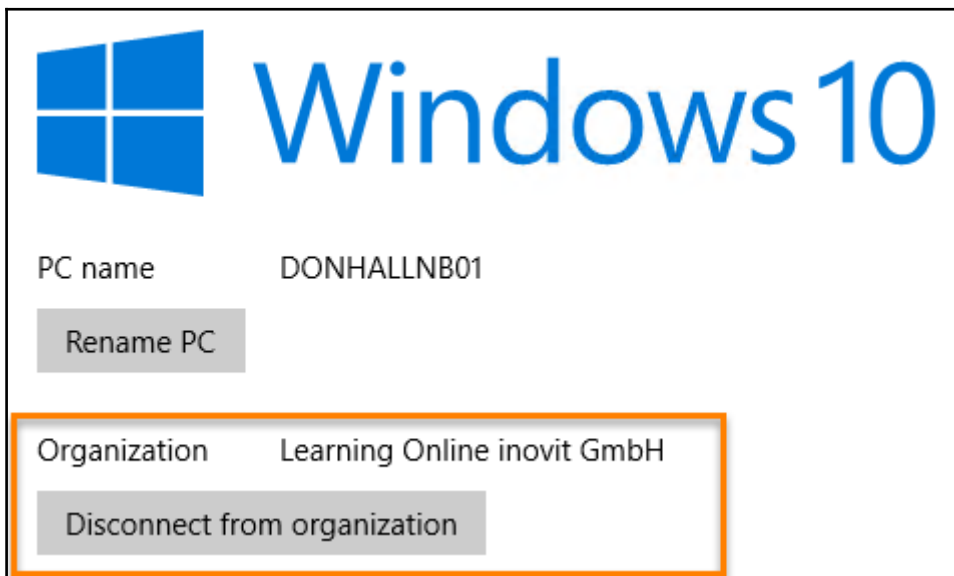 Windows 10
PC name DONHALLNB01
Rename PC
Organization Learning Online inovit GmbH
Disconnect from organization